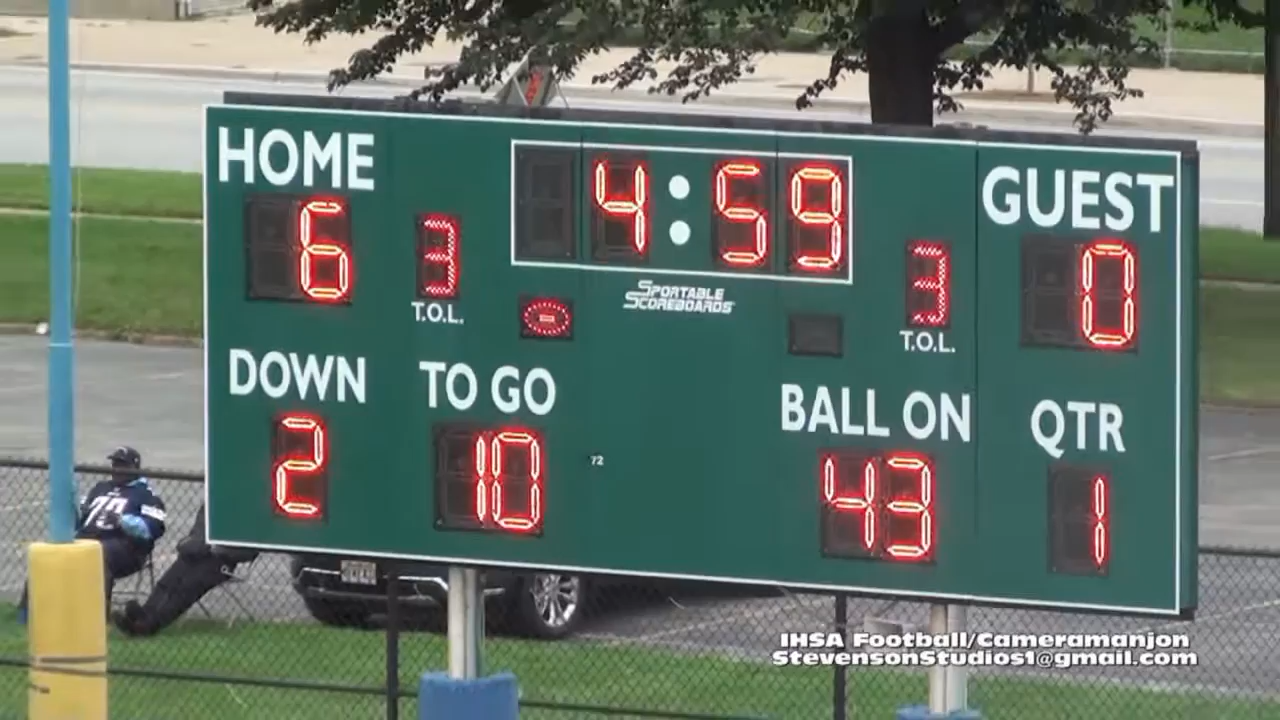 HOME
4:59
GUEST
6
3
3
0
T.O.L.
SPORTABLE
SCOREBOARDS
T.O.L.
DOWN
TO GO
BALL ON
QTR
2
10
72
43
1
IHSA Football/Cameramanjon
StevensonStudios1@gmail.com